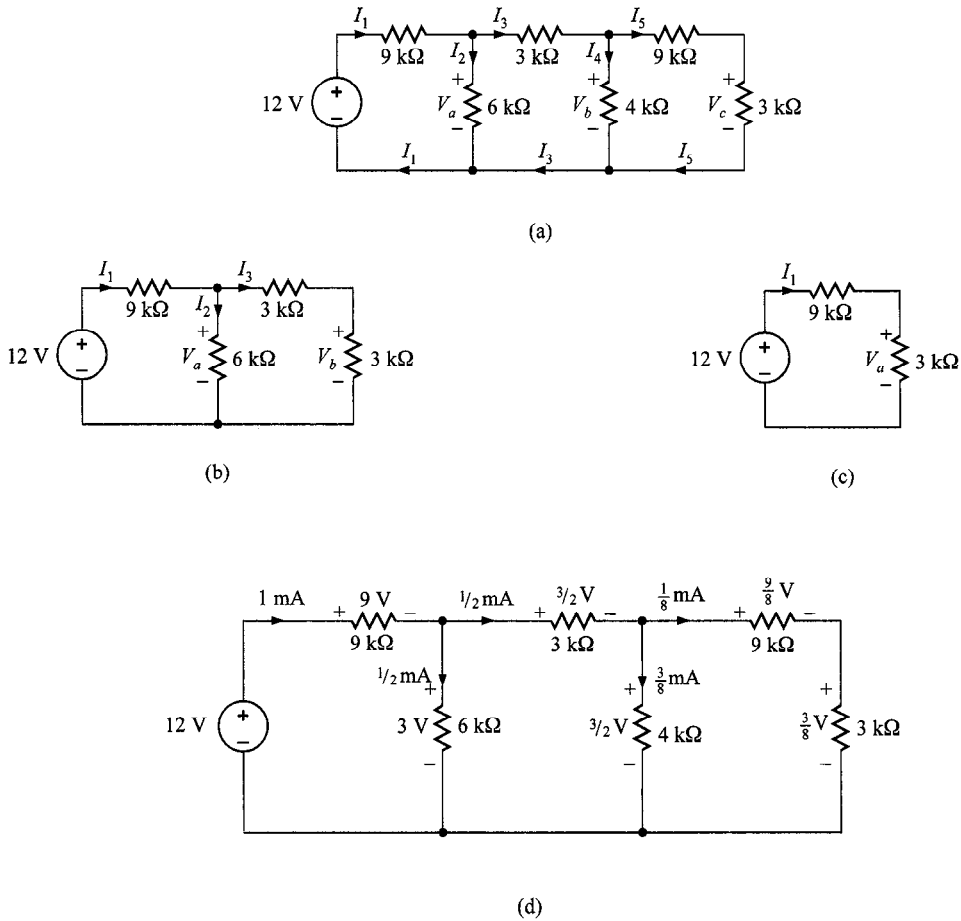 I1 I3 I5
9 kΩ I2 3 kΩ I4 9 kΩ
+ + + +
12 V Va 6 kΩ Vb 4 kΩ Vc 3 kΩ
− − − −
I1 I3 I5
(a)
I1 I3
9 kΩ I2 3 kΩ
+ + +
12 V Va 6 kΩ Vb 3 kΩ
− − −
(b)
I1
9 kΩ
+ +
12 V Va 3 kΩ
− −
(c)
1 mA + 9 V − 1/2 mA + 3/2 V − 1/8 mA + 9/8 V −
9 kΩ 3 kΩ 9 kΩ
1/2 mA + + 3/8 mA +
12 V + − 3 V 6 kΩ 3/2 V 4 kΩ 3/8 V 3 kΩ
− − −
(d)